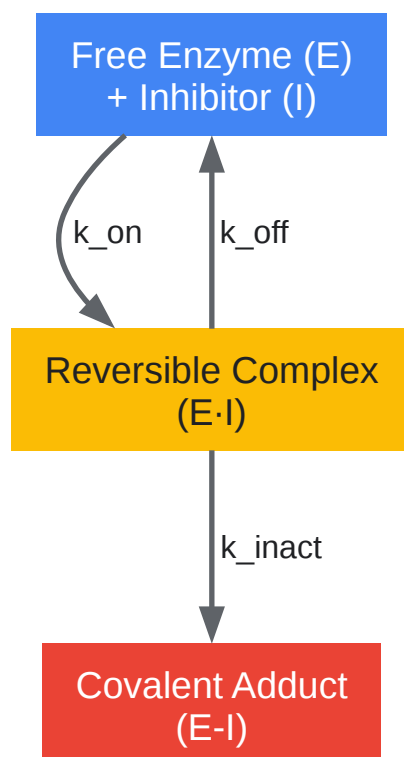 Free Enzyme (E)
+ Inhibitor (I)
k_on
k_off
Reversible Complex
(E·I)
k_inact
Covalent Adduct
(E-I)